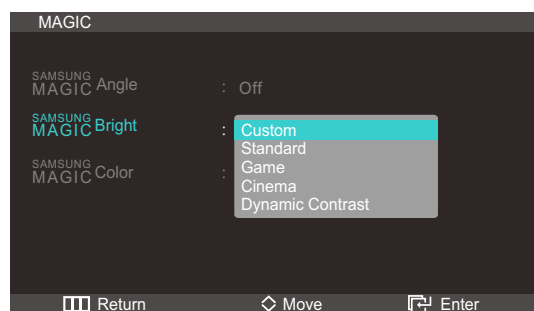 MAGIC
SAMSUNG
MAGIC Angle : Off
SAMSUNG
MAGIC Bright : Custom
Standard
Game
Cinema
Dynamic Contrast
SAMSUNG
MAGIC Color :
Return Move Enter